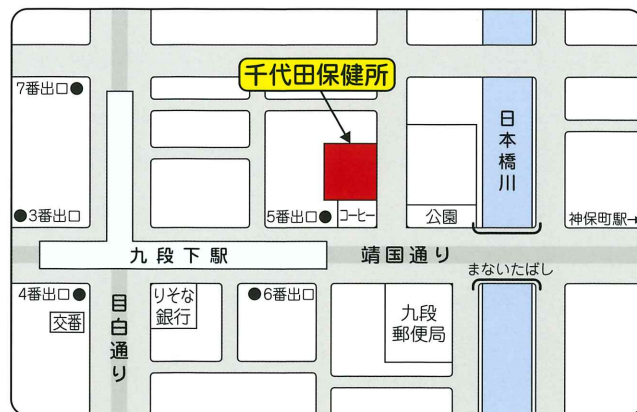 千代田保健所
7番出口
日本橋川
3番出口
5番出口
コーヒー
公園
神保町駅→
九段下駅
靖国通り
まないたばし
4番出口
交番
目白通り
りそな
銀行
6番出口
九段
郵便局